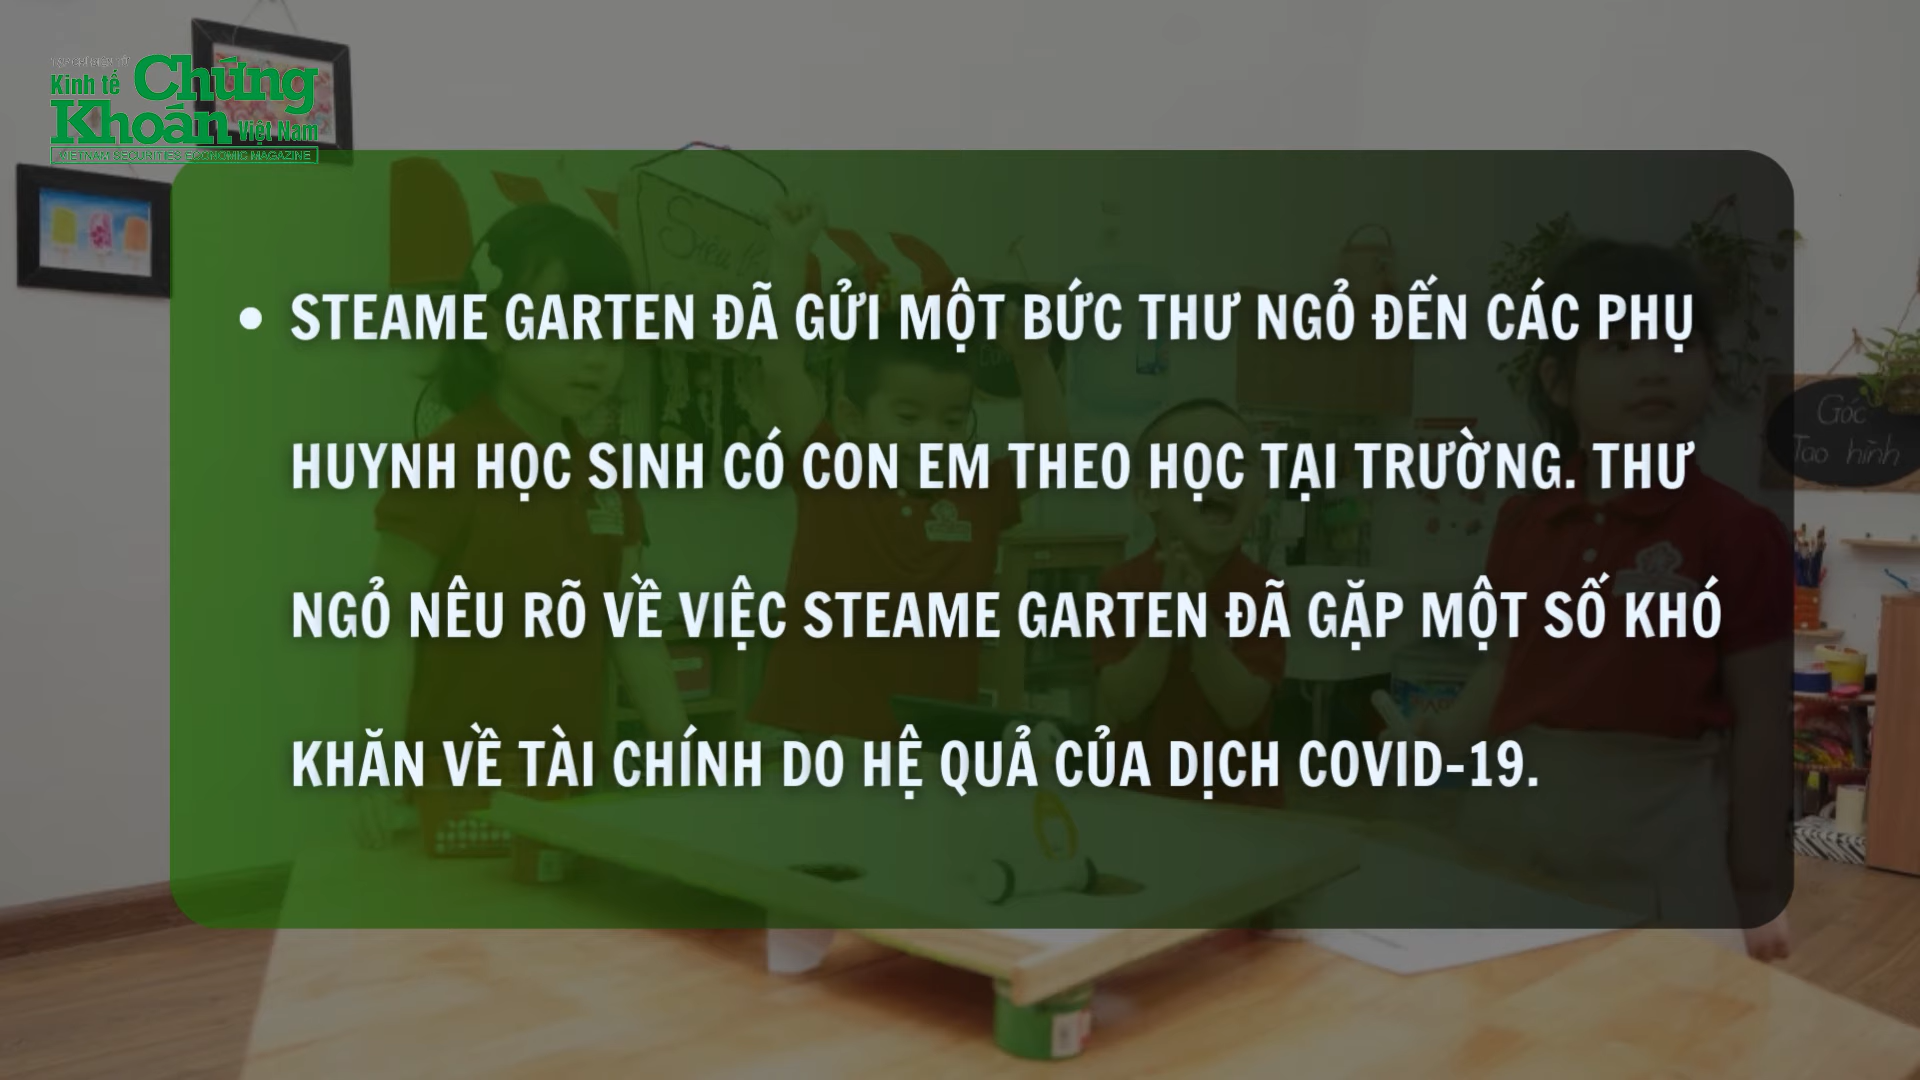 Kinh tế Chứng
Khoán Việt Nam
VIETNAM SECURITIES ECONOMIC MAGAZINE
• STEAME GARTEN ĐÃ GỬI MỘT BỨC THƯ NGỎ ĐẾN CÁC PHỤ
HUYNH HỌC SINH CÓ CON EM THEO HỌC TẠI TRƯỜNG. THƯ
NGỎ NÊU RÕ VỀ VIỆC STEAME GARTEN ĐÃ GẶP MỘT SỐ KHÓ
KHĂN VỀ TÀI CHÍNH DO HỆ QUẢ CỦA DỊCH COVID-19.
Góc
Tạo hình